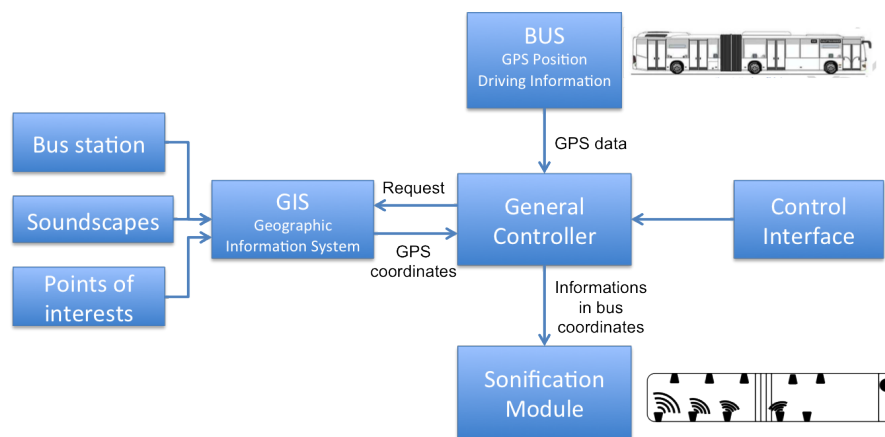 BUS
GPS Position
Driving Information
GPS data
Bus station
Soundscapes
Points of
interests
GIS
Geographic
Information System
Request
GPS
coordinates
General
Controller
Control
Interface
Informations
in bus
coordinates
Sonification
Module